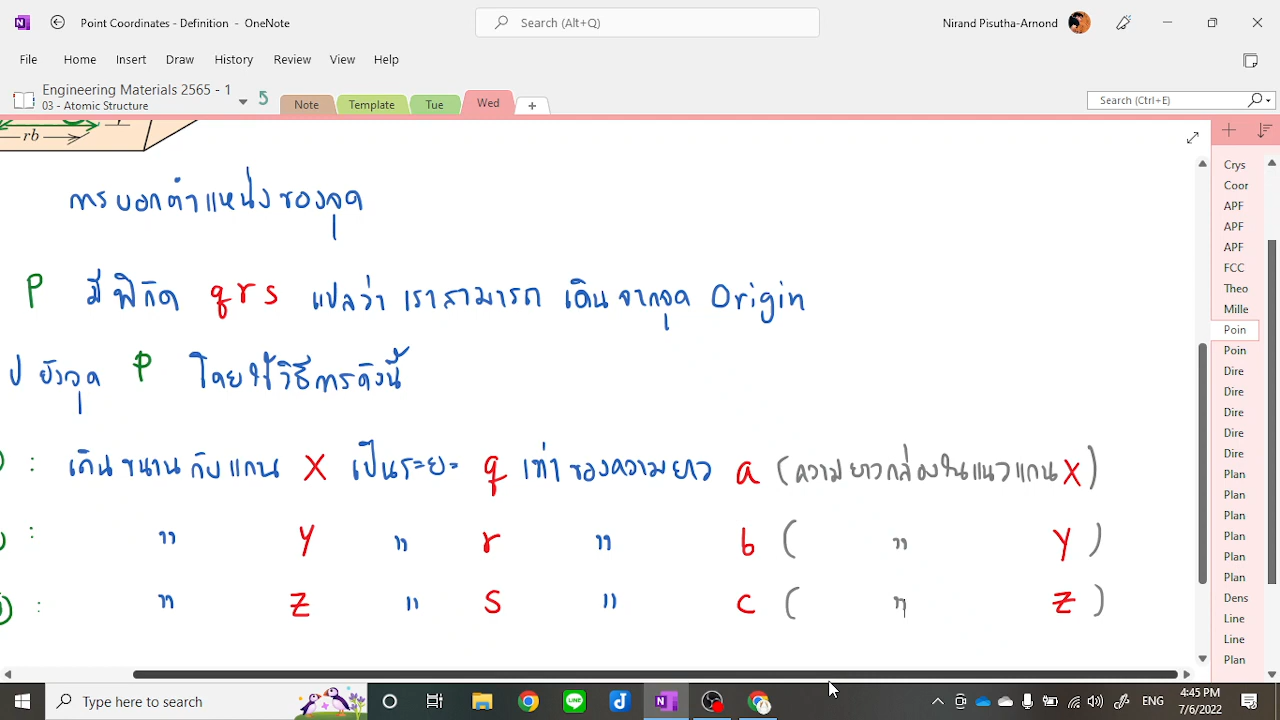 Point Coordinates - Definition - OneNote
Search (Alt+Q)
Nirand Pisutha-Arnond
File Home Insert Draw History Review View Help
Engineering Materials 2565 - 1
03 - Atomic Structure
Note Template Tue Wed +
Search (Ctrl+E)
rb
การบอกตำแหน่งของจุด
P มีพิกัด q r s แปลว่า เราสามารถ เดินจากจุด Origin
ป ยังจุด P โดยใช้วิธีการดังนี้
: เดินขนานกับแกน X เป็นระยะ q เท่าของความยาว a (ความยาวกล่องในแนวแกน X)
: " Y " r " b ( " Y )
: " Z " s " c ( " Z )
Crys
Coor
APF
APF
APF
FCC
Theo
Mille
Poin
Poin
Dire
Dire
Dire
Dire
Dire
Plan
Plan
Plan
Plan
Plan
Plan
Dens
Line
Line
Plan
Type here to search
ENG
4:45 PM
7/6/2022